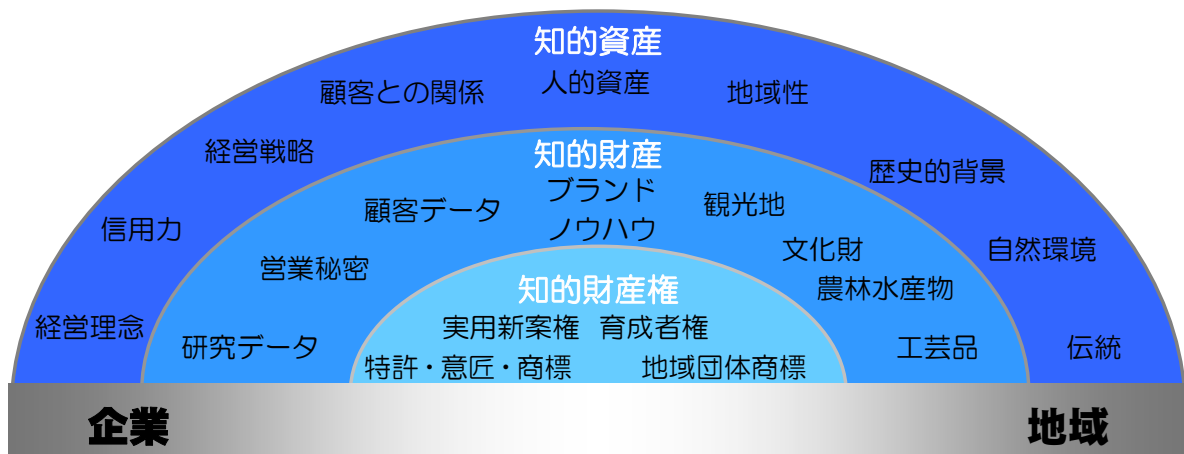 知的資産
人的資産
顧客との関係
地域性
経営戦略
歴史的背景
信用力
自然環境
経営理念
伝統
知的財産
ブランド
ノウハウ
顧客データ
観光地
営業秘密
文化財
農林水産物
研究データ
工芸品
知的財産権
実用新案権 育成者権
特許・意匠・商標 地域団体商標
企業
地域